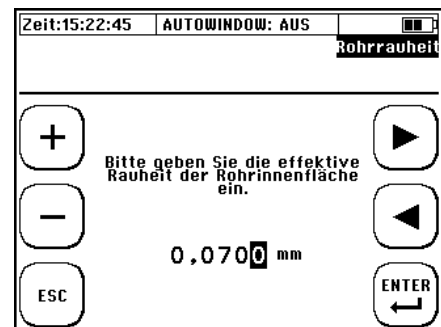 Zeit:15:22:45 AUTOWINDOW: AUS
Rohrrauheit
+
Bitte geben Sie die effektive
Rauheit der Rohrinnenfläche
ein.
−
0,0700 mm
ESC
ENTER